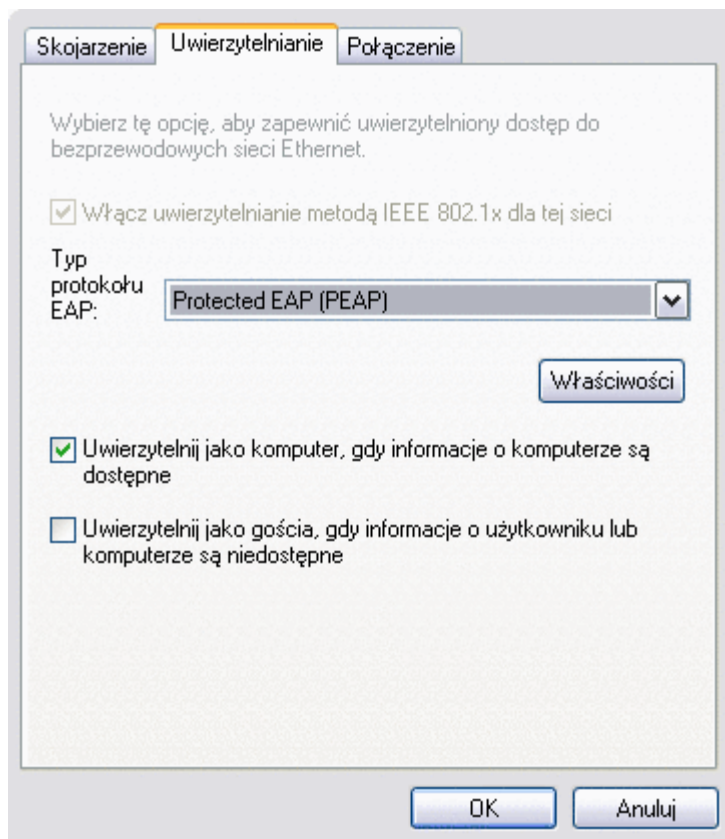 Skojarzenie Uwierzytelnianie Połączenie
Wybierz tę opcję, aby zapewnić uwierzytelniony dostęp do
bezprzewodowych sieci Ethernet.
Włącz uwierzytelnianie metodą IEEE 802.1x dla tej sieci
Typ
protokołu
EAP:
Protected EAP (PEAP)
Właściwości
Uwierzytelnij jako komputer, gdy informacje o komputerze są
dostępne
Uwierzytelnij jako gościa, gdy informacje o użytkowniku lub
komputerze są niedostępne
OK Anuluj